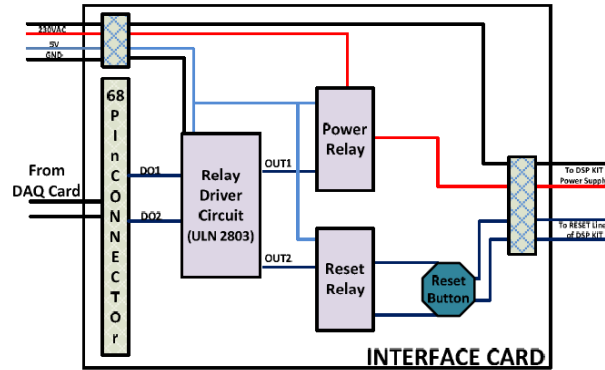 230VAC
5V
GND
68
P
I
n
C
O
N
N
N
E
C
T
O
r
From
DAQ Card
DO1
DO2
Relay
Driver
Circuit
(ULN 2803)
OUT1
OUT2
Power
Relay
Reset
Relay
Reset
Button
To DSP KIT
Power Supply
To RESET Line
of DSP KIT
INTERFACE CARD